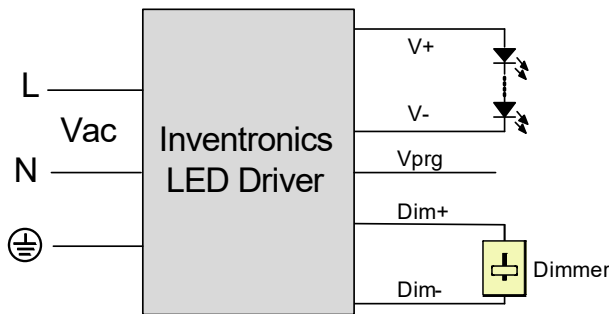 L
Vac
N
Inventronics
LED Driver
V+
V-
Vprg
Dim+
Dim-
Dimmer